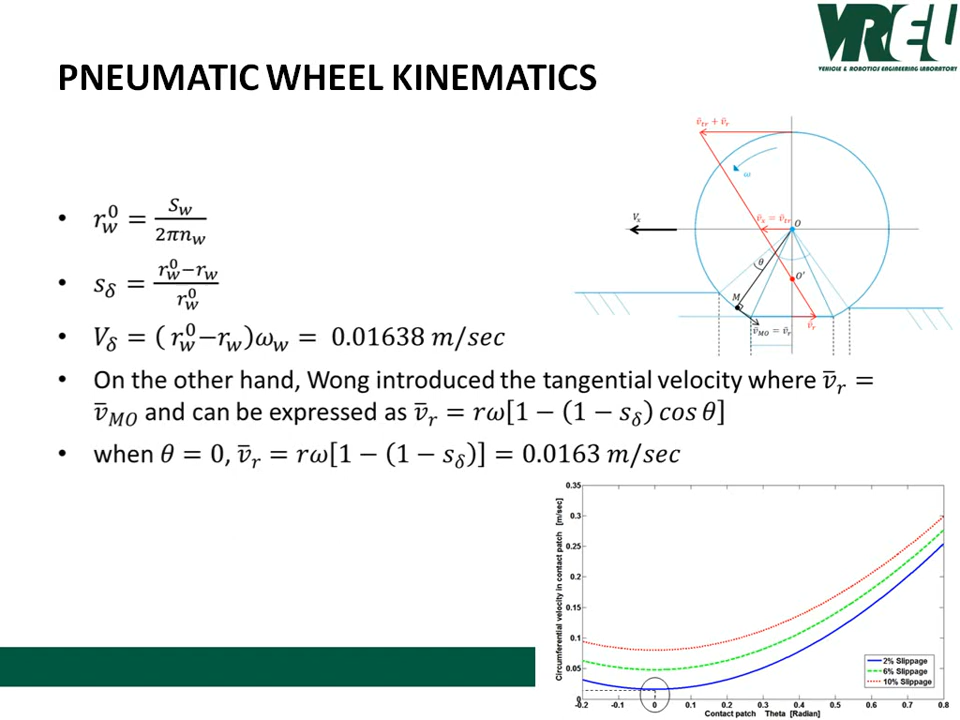 VREL
VEHICLE & ROBOTICS ENGINEERING LABORATORY
PNEUMATIC WHEEL KINEMATICS
• r_w^0 = S_w / 2πn_w
• s_δ = (r_w^0 − r_w) / r_w^0
• V_δ = ( r_w^0 − r_w)ω_w = 0.01638 m/sec
• On the other hand, Wong introduced the tangential velocity where v̄_r =
v̄_MO and can be expressed as v̄_r = rω[1 − (1 − s_δ) cos θ]
• when θ = 0, v̄_r = rω[1 − (1 − s_δ)] = 0.0163 m/sec
v̄_tr + v̄_r
ω
V_x
v̄_x = v̄_tr
O
θ
O'
M
v̄_r
v̄_MO = v̄_r
Circumferential velocity in contact patch [m/sec]
0.35
0.3
0.25
0.2
0.15
0.1
0.05
0
2% Slippage
6% Slippage
10% Slippage
-0.2 -0.1 0 0.1 0.2 0.3 0.4 0.5 0.6 0.7 0.8
Contact patch Theta [Radian]